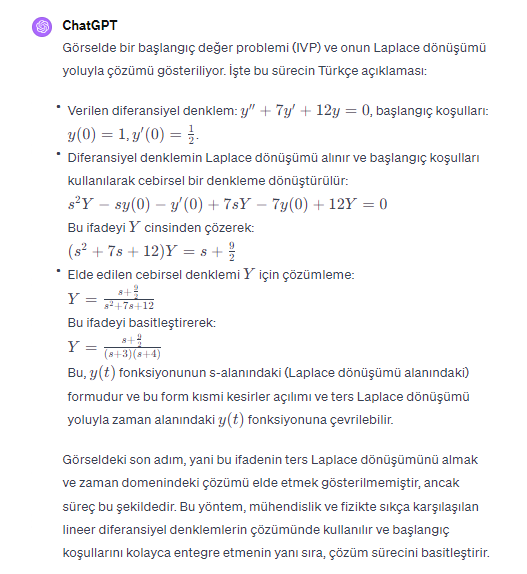 ChatGPT
Görselde bir başlangıç değer problemi (IVP) ve onun Laplace dönüşümü
yoluyla çözümü gösteriliyor. İşte bu sürecin Türkçe açıklaması:
• Verilen diferansiyel denklem: y″ + 7y′ + 12y = 0, başlangıç koşulları:
y(0) = 1, y′(0) = 1/2.
• Diferansiyel denklemin Laplace dönüşümü alınır ve başlangıç koşulları
kullanılarak cebirsel bir denkleme dönüştürülür:
s²Y − sy(0) − y′(0) + 7sY − 7y(0) + 12Y = 0
Bu ifadeyi Y cinsinden çözerek:
(s² + 7s + 12)Y = s + 9/2
• Elde edilen cebirsel denklemi Y için çözümleme:
Y = (s + 9/2)/(s² + 7s + 12)
Bu ifadeyi basitleştirerek:
Y = (s + 9/2)/((s + 3)(s + 4))
Bu, y(t) fonksiyonunun s-alanındaki (Laplace dönüşümü alanındaki)
formudur ve bu form kısmi kesirler açılımı ve ters Laplace dönüşümü
yoluyla zaman alanındaki y(t) fonksiyonuna çevrilebilir.
Görseldeki son adım, yani bu ifadenin ters Laplace dönüşümünü almak
ve zaman domenindeki çözümü elde etmek gösterilmemiştir, ancak
süreç bu şekildedir. Bu yöntem, mühendislik ve fizikte sıkça karşılaşılan
lineer diferansiyel denklemlerin çözümünde kullanılır ve başlangıç
koşullarını kolayca entegre etmenin yanı sıra, çözüm sürecini basitleştirir.